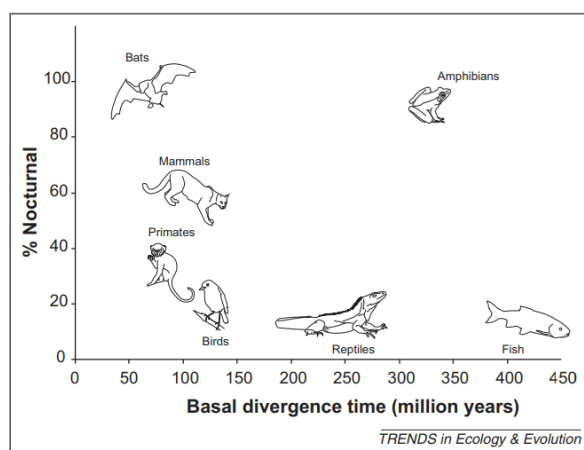 Bats
Amphibians
100
80
Mammals
60
% Nocturnal
Primates
40
20
Birds
Reptiles
Fish
0
0 50 100 150 200 250 300 350 400 450
Basal divergence time (million years)
TRENDS in Ecology & Evolution